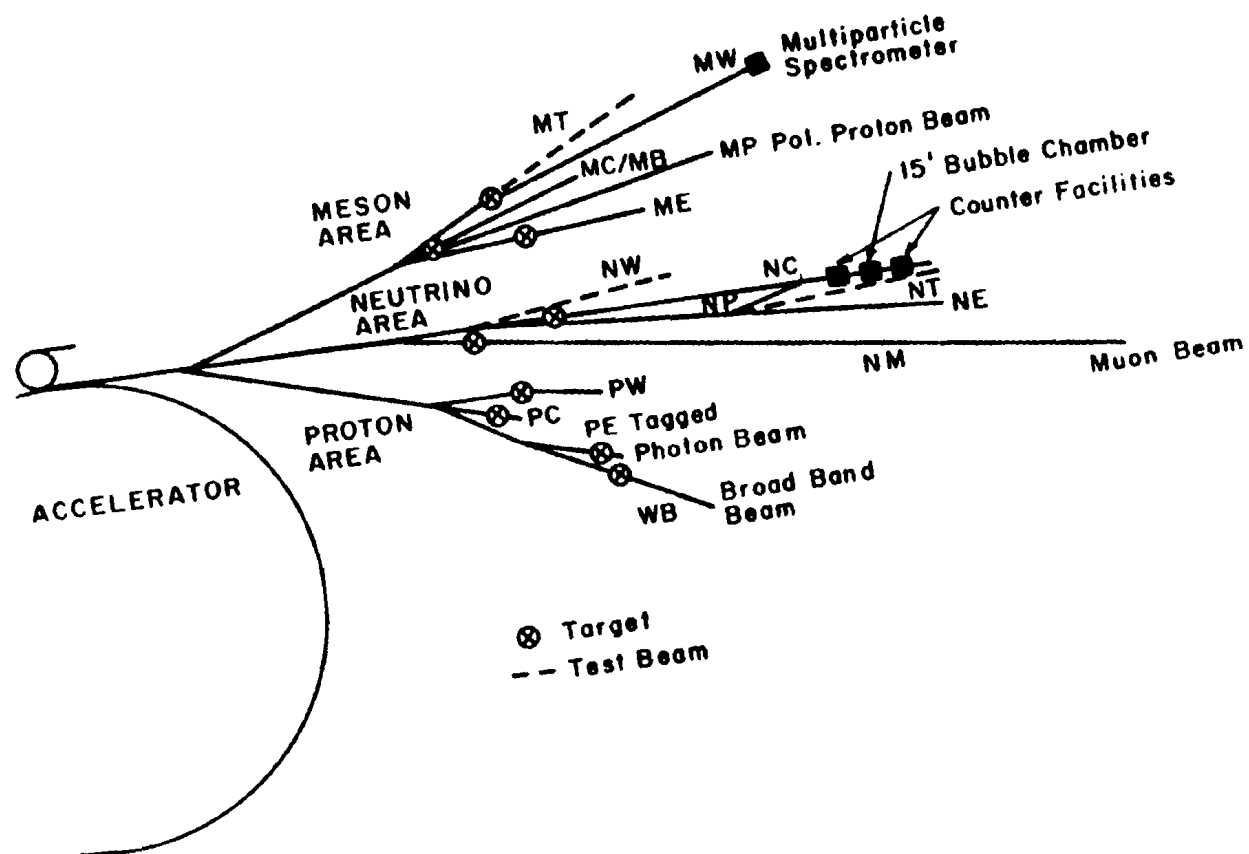 MW
Multiparticle
Spectrometer
MT
MC/MB
MP Pol. Proton Beam
15' Bubble Chamber
Counter Facilities
MESON
AREA
ME
NW
NC
NEUTRINO
AREA
NP
NT
NE
NM
Muon Beam
PW
PC
PE Tagged
Photon Beam
PROTON
AREA
Broad Band
Beam
WB
ACCELERATOR
Target
Test Beam